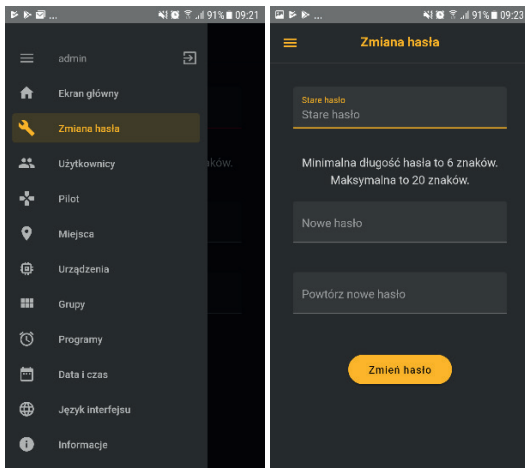 ... 91% 09:21
admin
Ekran główny
Zmiana hasła
Użytkownicy
ków.
Pilot
Miejsca
Urządzenia
Grupy
Programy
Data i czas
Język interfejsu
Informacje
... 91% 09:23
Zmiana hasła
Stare hasło
Stare hasło
Minimalna długość hasła to 6 znaków.
Maksymalna to 20 znaków.
Nowe hasło
Powtórz nowe hasło
Zmień hasło